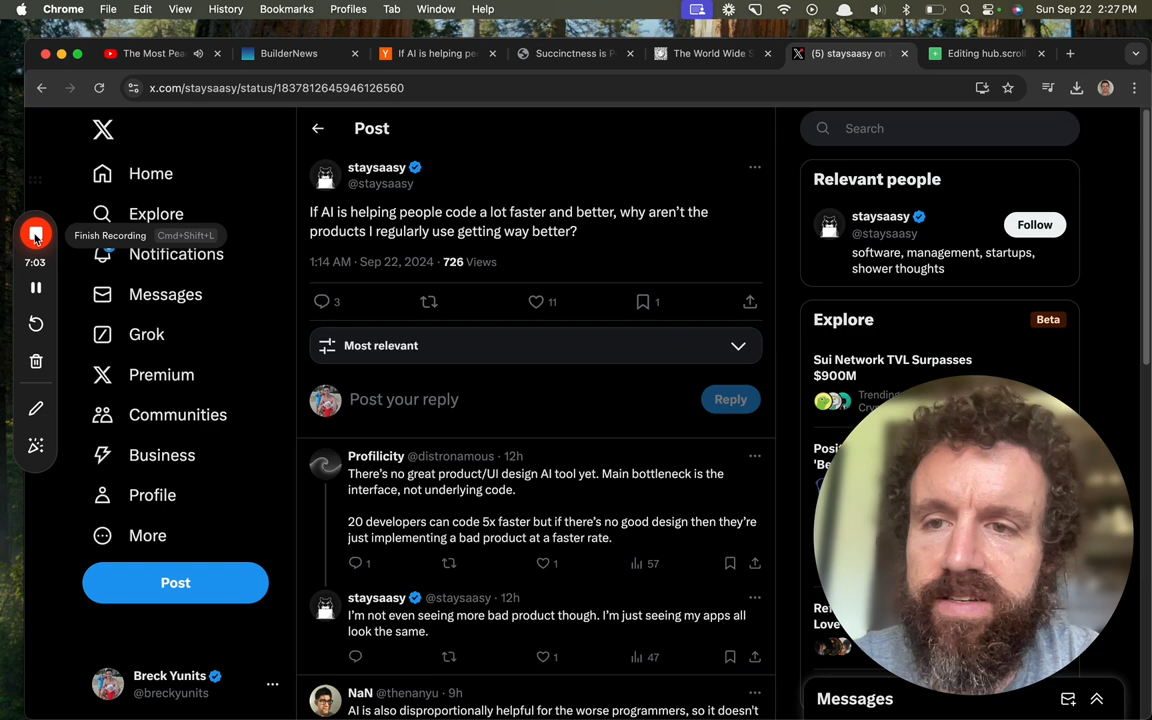 Chrome File Edit View History Bookmarks Profiles Tab Window Help Sun Sep 22 2:27 PM
The Most Pea BuilderNews If AI is helping pe Succinctness is P The World Wide S (5) staysaasy on Editing hub.scroll
x.com/staysaasy/status/1837812645946126560
Post
Search
Home
Explore
Notifications
Messages
Grok
Premium
Communities
Business
Profile
More
Post
Breck Yunits
@breckyunits
Finish Recording Cmd+Shift+L
7:03
staysaasy
@staysaasy
If AI is helping people code a lot faster and better, why aren't the
products I regularly use getting way better?
1:14 AM · Sep 22, 2024 · 726 Views
3 11 1
Most relevant
Post your reply
Reply
Profilicity @distronamous · 12h
There's no great product/UI design AI tool yet. Main bottleneck is the
interface, not underlying code.
20 developers can code 5x faster but if there's no good design then they're
just implementing a bad product at a faster rate.
1 1 57
staysaasy @staysaasy · 12h
I'm not even seeing more bad product though. I'm just seeing my apps all
look the same.
1 47
NaN @thenanyu · 9h
AI is also disproportionally helpful for the worse programmers, so it doesn't
Relevant people
staysaasy
@staysaasy
Follow
software, management, startups,
shower thoughts
Explore
Beta
Sui Network TVL Surpasses
$900M
Trending
Messages